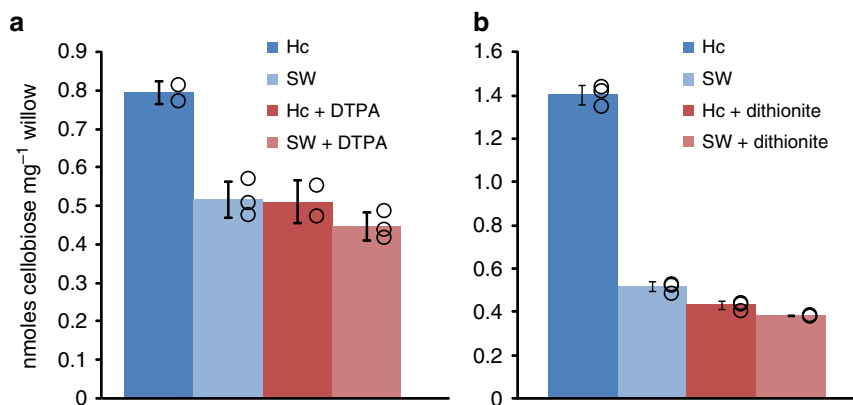 a
nmoles cellobiose mg⁻¹ willow
0.9
0.8
0.7
0.6
0.5
0.4
0.3
0.2
0.1
0
Hc
SW
Hc + DTPA
SW + DTPA
b
1.6
1.4
1.2
1.0
0.8
0.6
0.4
0.2
0
Hc
SW
Hc + dithionite
SW + dithionite